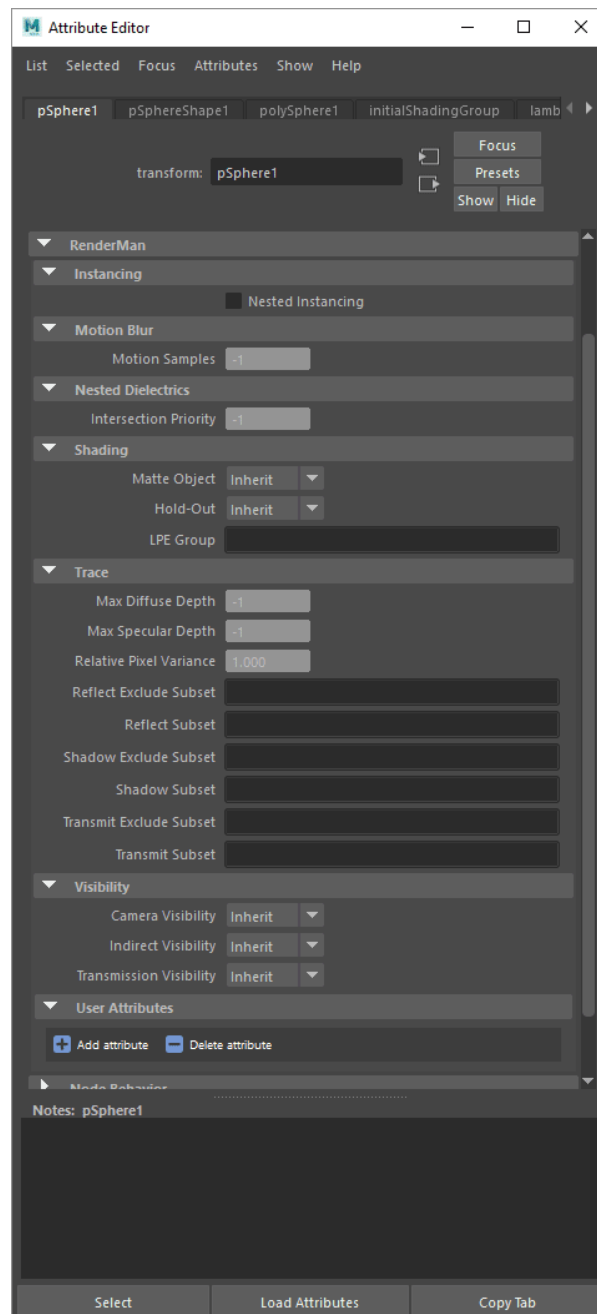 M Attribute Editor
List Selected Focus Attributes Show Help
pSphere1 pSphereShape1 polySphere1 initialShadingGroup lamb
Focus
transform: pSphere1
Presets
Show Hide
RenderMan
Instancing
Nested Instancing
Motion Blur
Motion Samples -1
Nested Dielectrics
Intersection Priority -1
Shading
Matte Object Inherit
Hold-Out Inherit
LPE Group
Trace
Max Diffuse Depth -1
Max Specular Depth -1
Relative Pixel Variance 1.000
Reflect Exclude Subset
Reflect Subset
Shadow Exclude Subset
Shadow Subset
Transmit Exclude Subset
Transmit Subset
Visibility
Camera Visibility Inherit
Indirect Visibility Inherit
Transmission Visibility Inherit
User Attributes
Add attribute Delete attribute
Node Behavior
Notes: pSphere1
Select Load Attributes Copy Tab